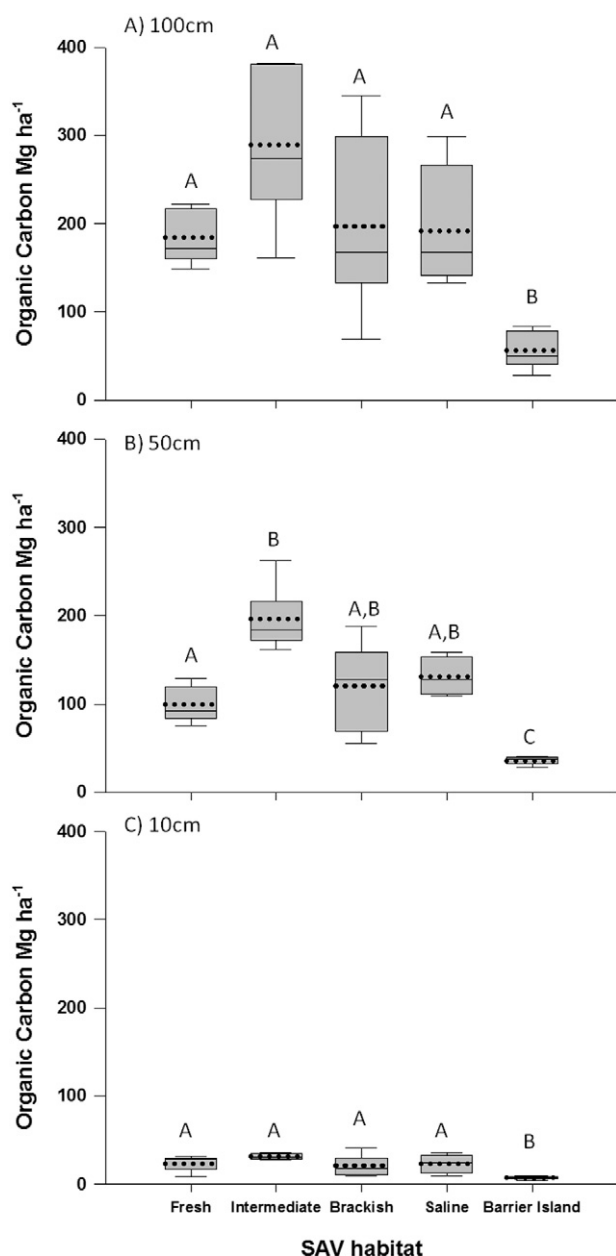 A) 100cm
400
300
200
100
0
Organic Carbon Mg ha⁻¹
A
A
A
A
B
B) 50cm
400
300
200
100
0
Organic Carbon Mg ha⁻¹
A
B
A,B
A,B
C
C) 10cm
400
300
200
100
0
Organic Carbon Mg ha⁻¹
A
A
A
A
B
Fresh Intermediate Brackish Saline Barrier Island
SAV habitat